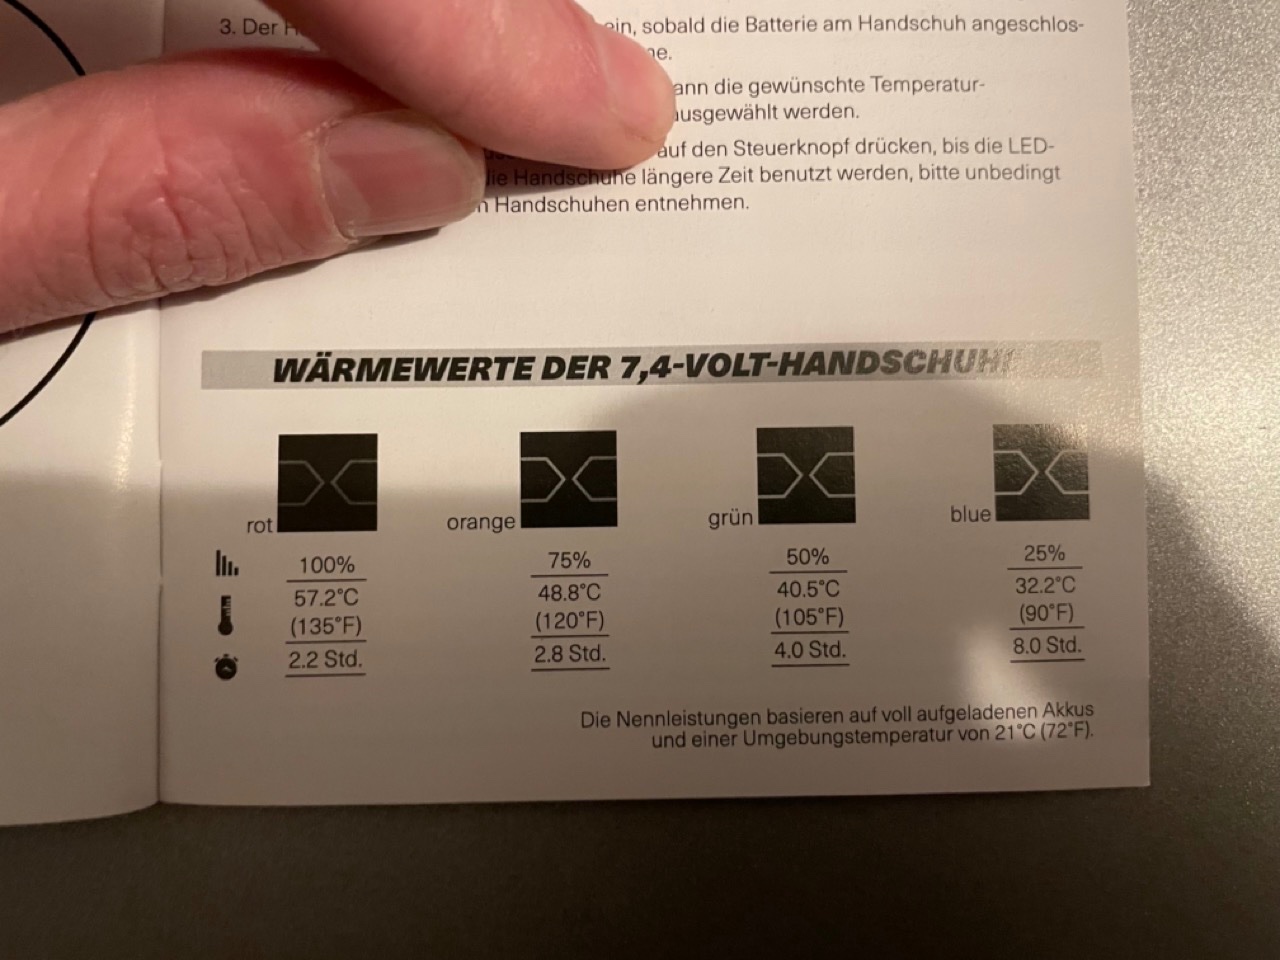 3. Der ein, sobald die Batterie am Handschuh angeschlos-
ne.
ann die gewünschte Temperatur-
ausgewählt werden.
auf den Steuerknopf drücken, bis die LED-
die Handschuhe längere Zeit benutzt werden, bitte unbedingt
n Handschuhen entnehmen.
WÄRMEWERTE DER 7,4-VOLT-HANDSCHUHE
rot orange grün blue
100% 75% 50% 25%
57.2°C 48.8°C 40.5°C 32.2°C
(135°F) (120°F) (105°F) (90°F)
2.2 Std. 2.8 Std. 4.0 Std. 8.0 Std.
Die Nennleistungen basieren auf voll aufgeladenen Akkus
und einer Umgebungstemperatur von 21°C (72°F).